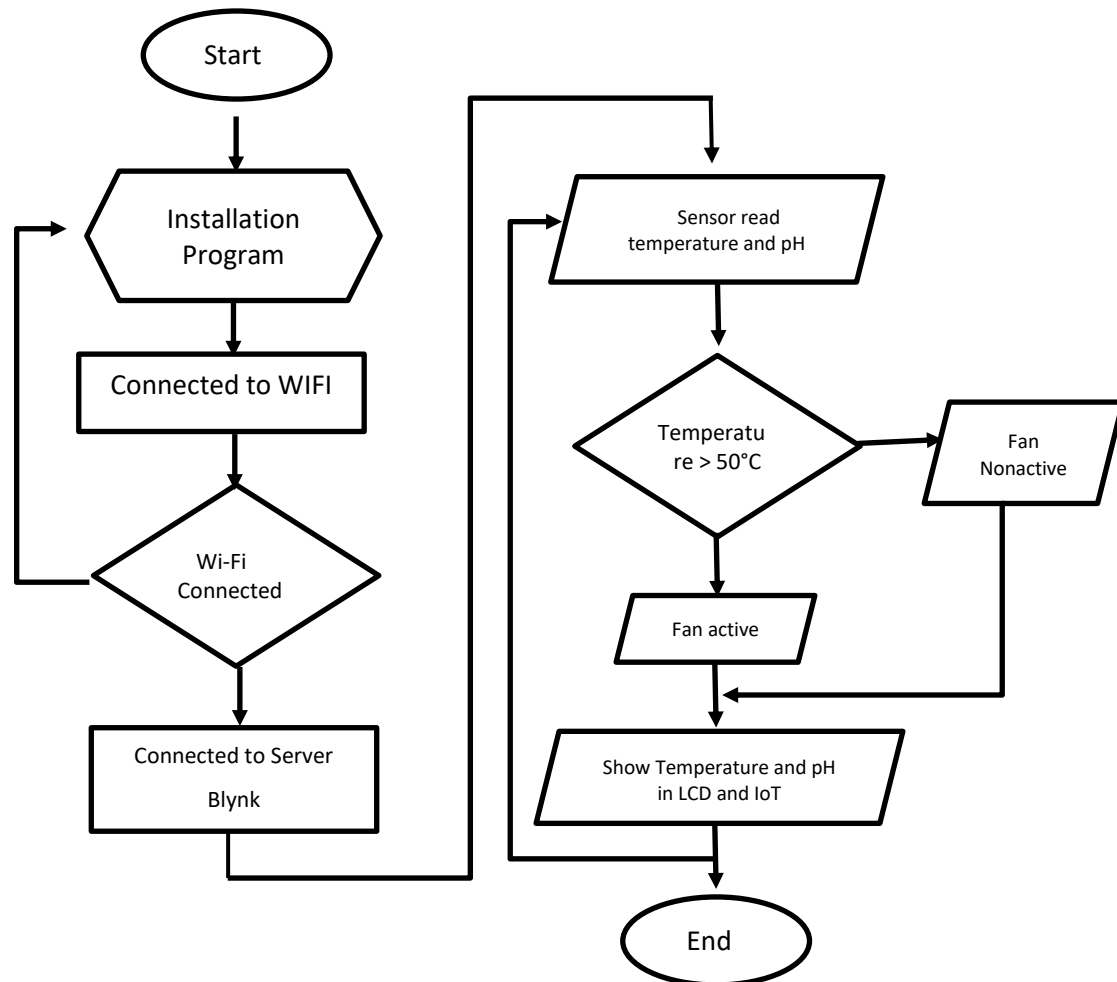 Start
Installation
Program
Connected to WIFI
Wi-Fi
Connected
Connected to Server
Blynk
Sensor read
temperature and pH
Temperatu
re > 50°C
Fan
Nonactive
Fan active
Show Temperature and pH
in LCD and IoT
End